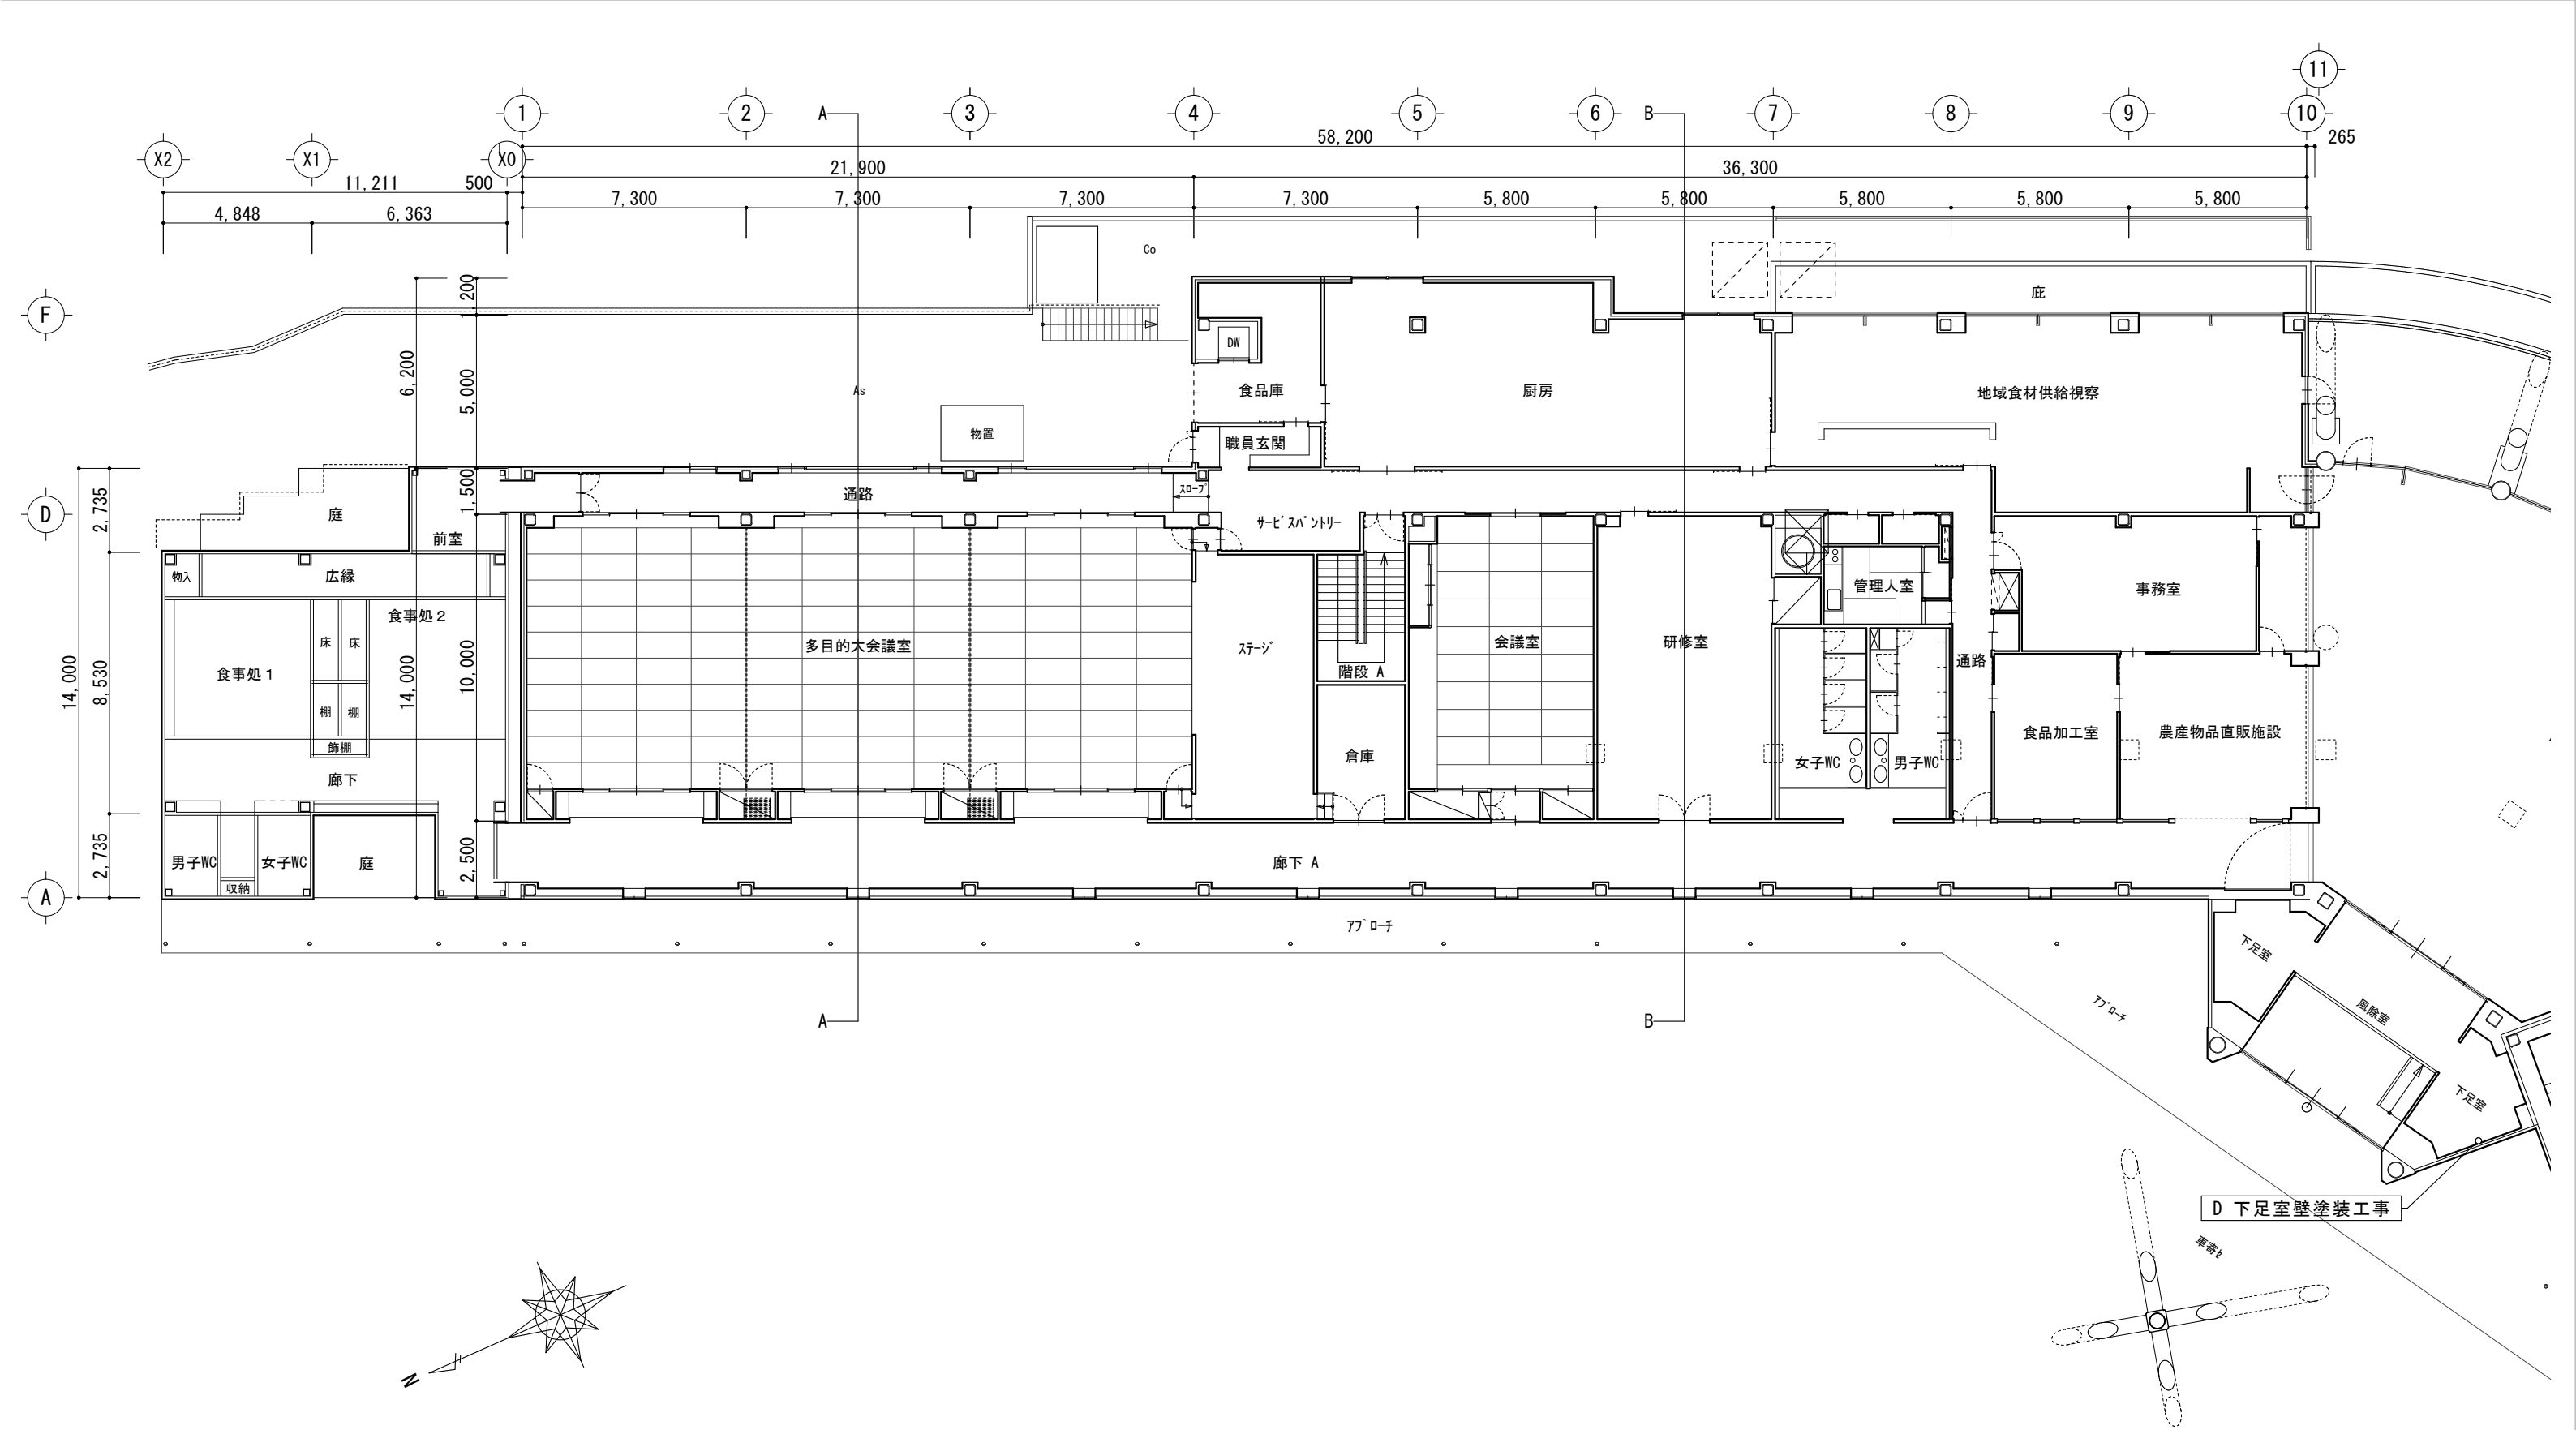 11
1
2
A
3
4
5
6
B
7
8
9
10
58,200
265
X2
X1
X0
21,900
36,300
11,211
500
7,300
7,300
7,300
7,300
5,800
5,800
5,800
5,800
5,800
4,848
6,363
Co
200
F
庇
DW
6,200
5,000
As
食品庫
厨房
地域食材供給視察
物置
職員玄関
2,735
1,500
通路
ｽﾛｰﾌﾟ
D
庭
ｻｰﾋﾞｽﾊﾟﾝﾄﾘｰ
前室
物入
広縁
管理人室
事務室
食事処２
床
床
多目的大会議室
ｽﾃｰｼﾞ
会議室
研修室
14,000
8,530
食事処１
14,000
10,000
階段 A
通路
棚
棚
食品加工室
農産物品直販施設
飾棚
倉庫
女子WC
男子WC
廊下
2,735
男子WC
女子WC
庭
2,500
廊下 A
収納
A
ｱﾌﾟﾛｰﾁ
下足室
A
B
ｱﾌﾟﾛｰﾁ
風除室
下足室
D 下足室壁塗装工事
車寄せ
N